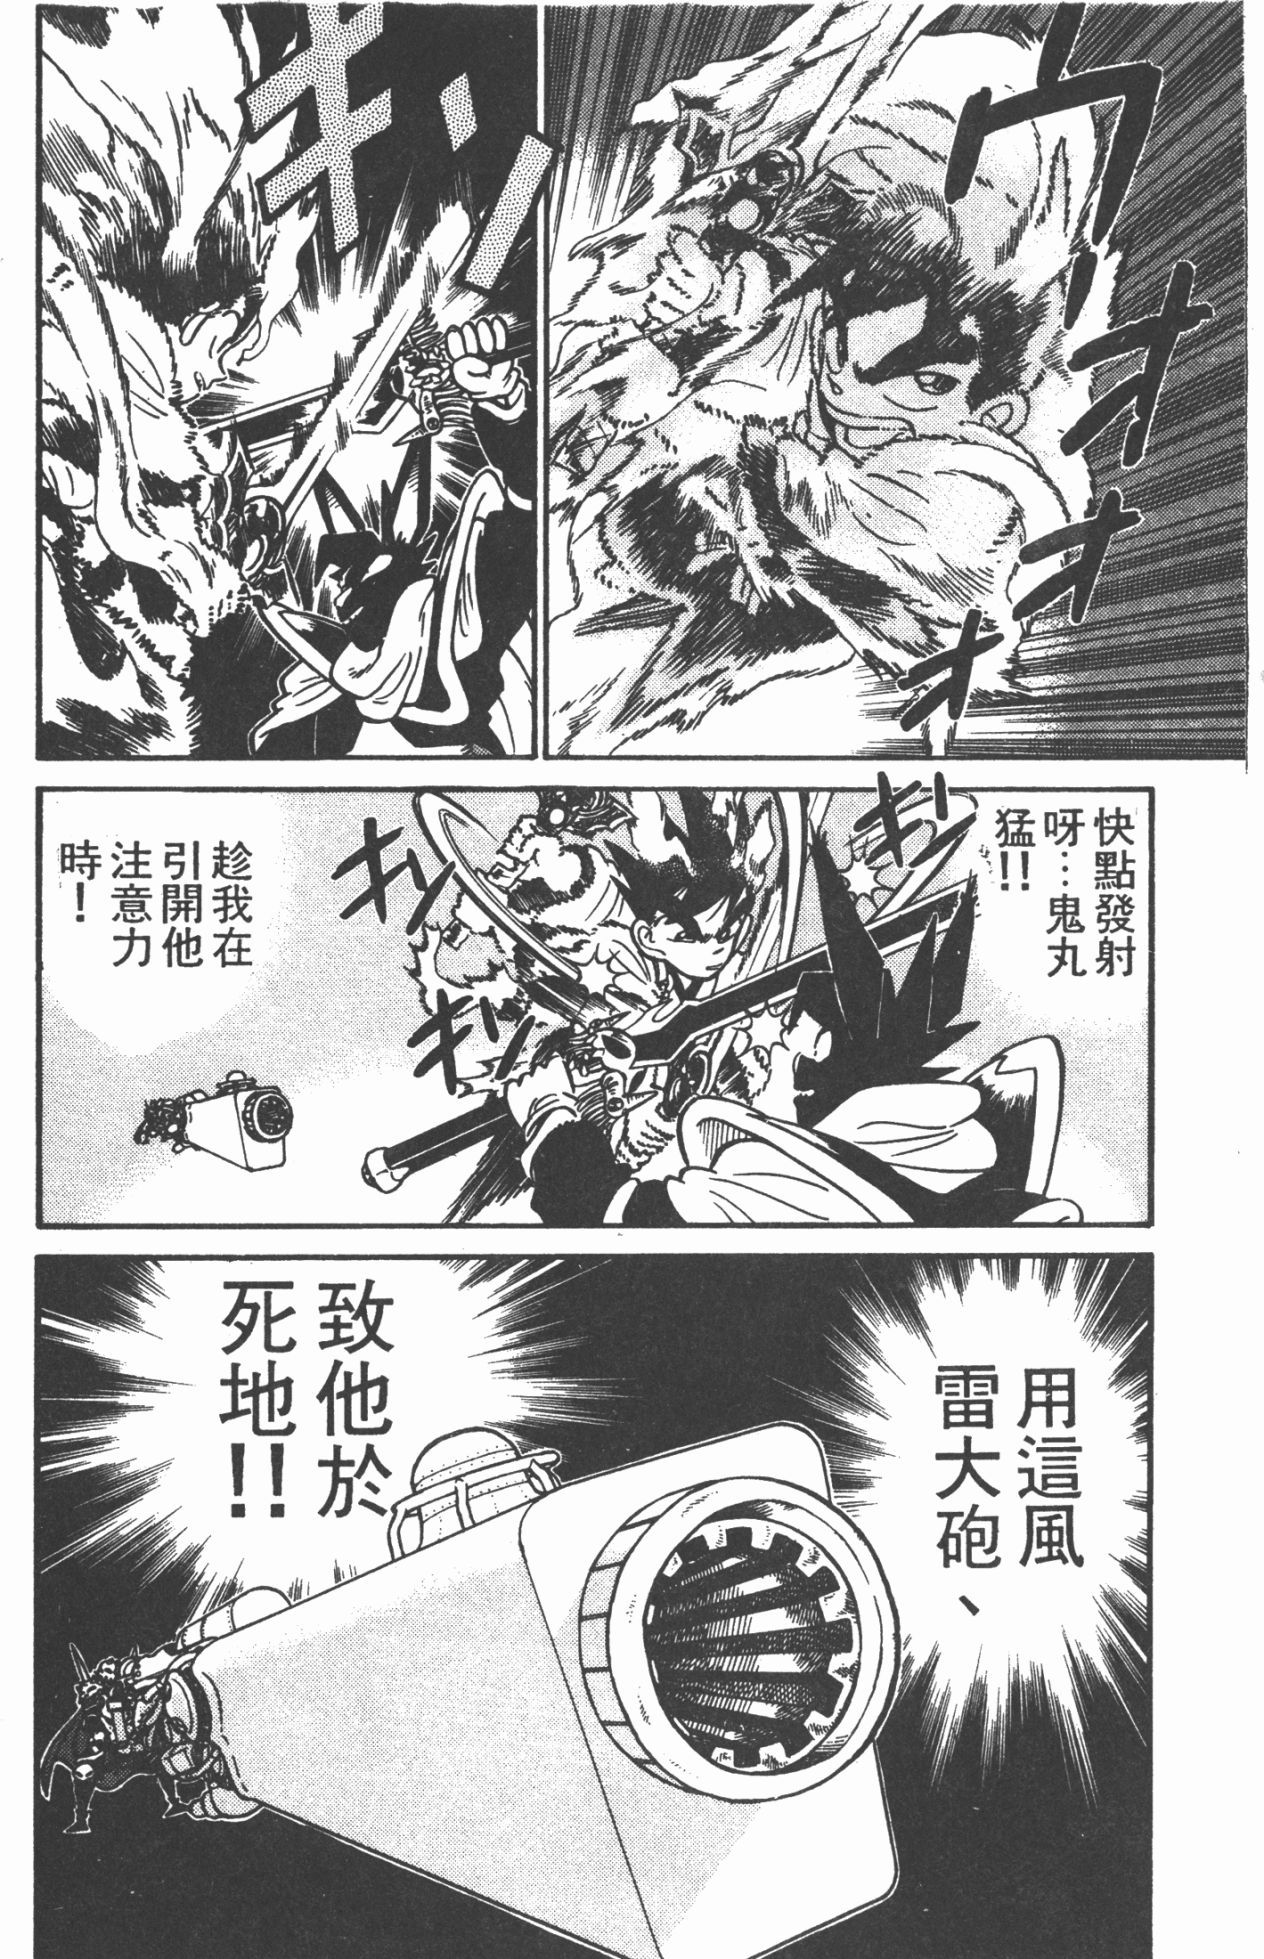 ウオオオ
ギン
快點發射
呀…鬼丸
猛!!
ギン
ギン
ギン
趁我在
引開他
注意力
時！
用這風
雷大砲、
致他於
死地!!